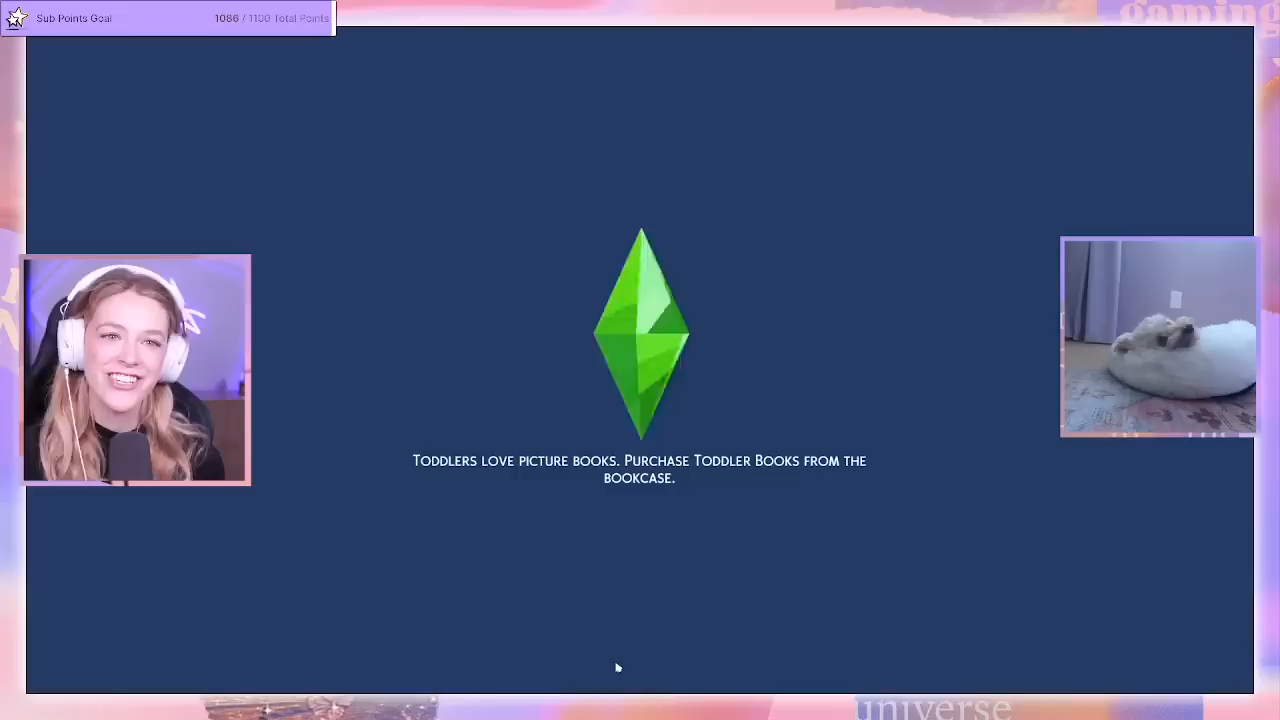 gaming
Sub Points Goal 1086 / 1100 Total Points
TODDLERS LOVE PICTURE BOOKS. PURCHASE TODDLER BOOKS FROM THE
BOOKCASE.
universe